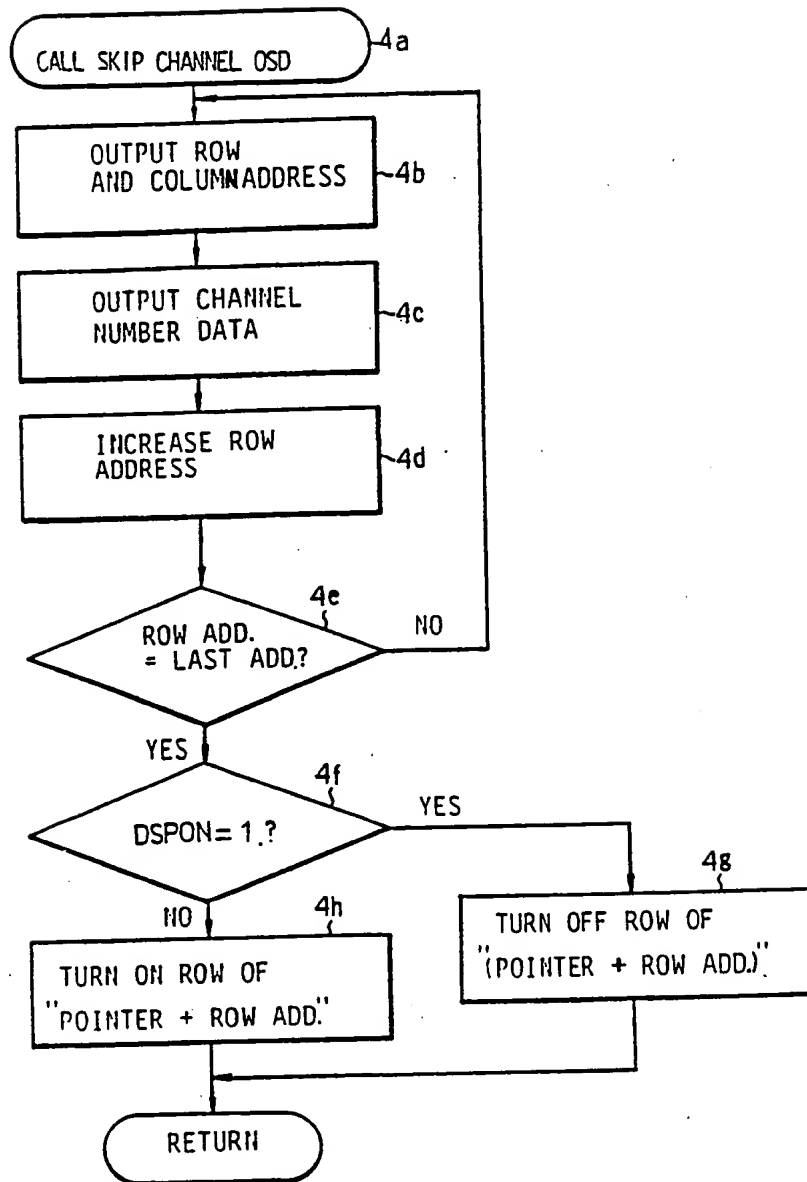 CALL SKIP CHANNEL OSD
4a
OUTPUT ROW
AND COLUMN ADDRESS
4b
OUTPUT CHANNEL
NUMBER DATA
4c
INCREASE ROW
ADDRESS
4d
4e
ROW ADD.
= LAST ADD.?
NO
YES
4f
DSPON = 1.?
YES
NO
4g
TURN OFF ROW OF
"(POINTER + ROW ADD.)".
4h
TURN ON ROW OF
"POINTER + ROW ADD."
RETURN